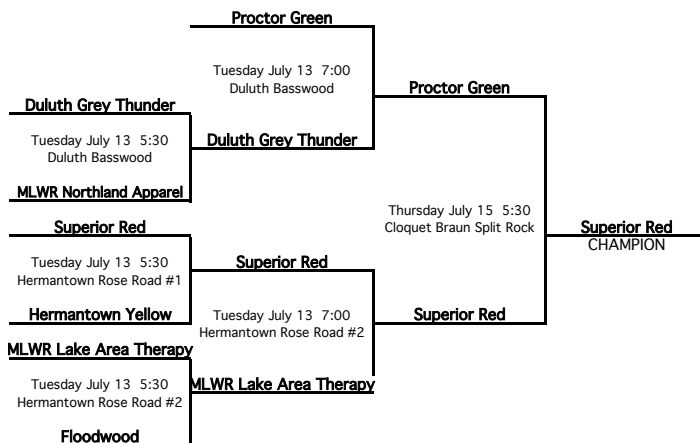 Proctor Green
Tuesday July 13  7:00
Duluth Basswood
Proctor Green
Duluth Grey Thunder
Tuesday July 13  5:30
Duluth Basswood
Duluth Grey Thunder
MLWR Northland Apparel
Thursday July 15  5:30
Cloquet Braun Split Rock
Superior Red
CHAMPION
Superior Red
Tuesday July 13  5:30
Hermantown Rose Road #1
Superior Red
Hermantown Yellow
Tuesday July 13  7:00
Hermantown Rose Road #2
Superior Red
MLWR Lake Area Therapy
Tuesday July 13  5:30
Hermantown Rose Road #2
MLWR Lake Area Therapy
Floodwood